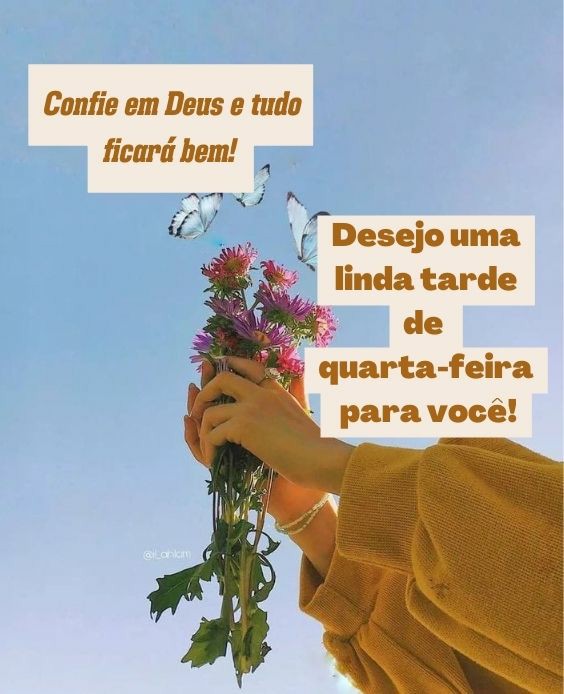 Confie em Deus e tudo
ficará bem!
Desejo uma
linda tarde
de
quarta-feira
para você!